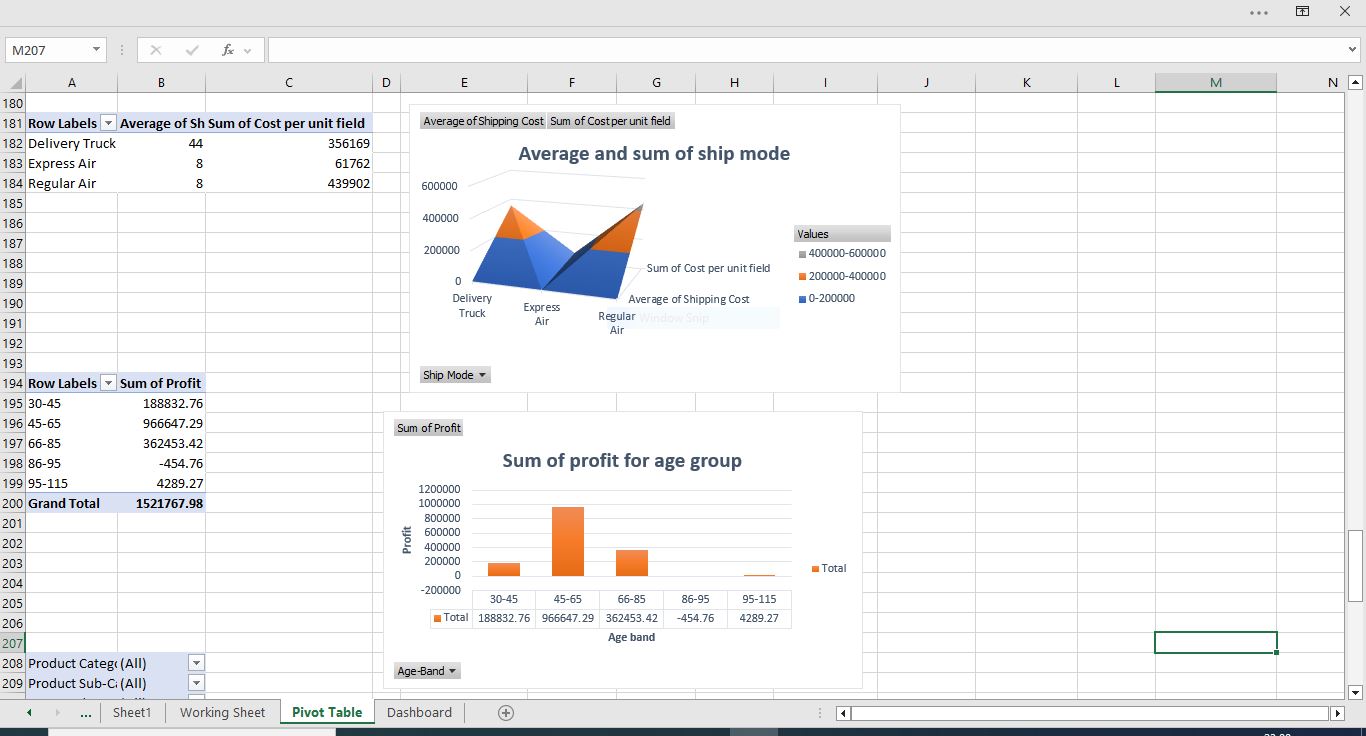 M207
fx
A B C D E F G H I J K L M N
180
181 Row Labels Average of Sh Sum of Cost per unit field
182 Delivery Truck 44 356169
183 Express Air 8 61762
184 Regular Air 8 439902
185
186
187
188
189
190
191
192
193
194 Row Labels Sum of Profit
195 30-45 188832.76
196 45-65 966647.29
197 66-85 362453.42
198 86-95 -454.76
199 95-115 4289.27
200 Grand Total 1521767.98
201
202
203
204
205
206
207
208 Product Catego (All)
209 Product Sub-Ca (All)
Average of Shipping Cost Sum of Cost per unit field
Average and sum of ship mode
600000
400000
200000
0
Delivery Truck
Express Air
Regular Air
Sum of Cost per unit field
Average of Shipping Cost
Window Snip
Values
400000-600000
200000-400000
0-200000
Ship Mode
Sum of Profit
Sum of profit for age group
Profit
1200000
1000000
800000
600000
400000
200000
0
-200000
30-45 45-65 66-85 86-95 95-115
Total 188832.76 966647.29 362453.42 -454.76 4289.27
Age band
Total
Age-Band
... Sheet1 Working Sheet Pivot Table Dashboard